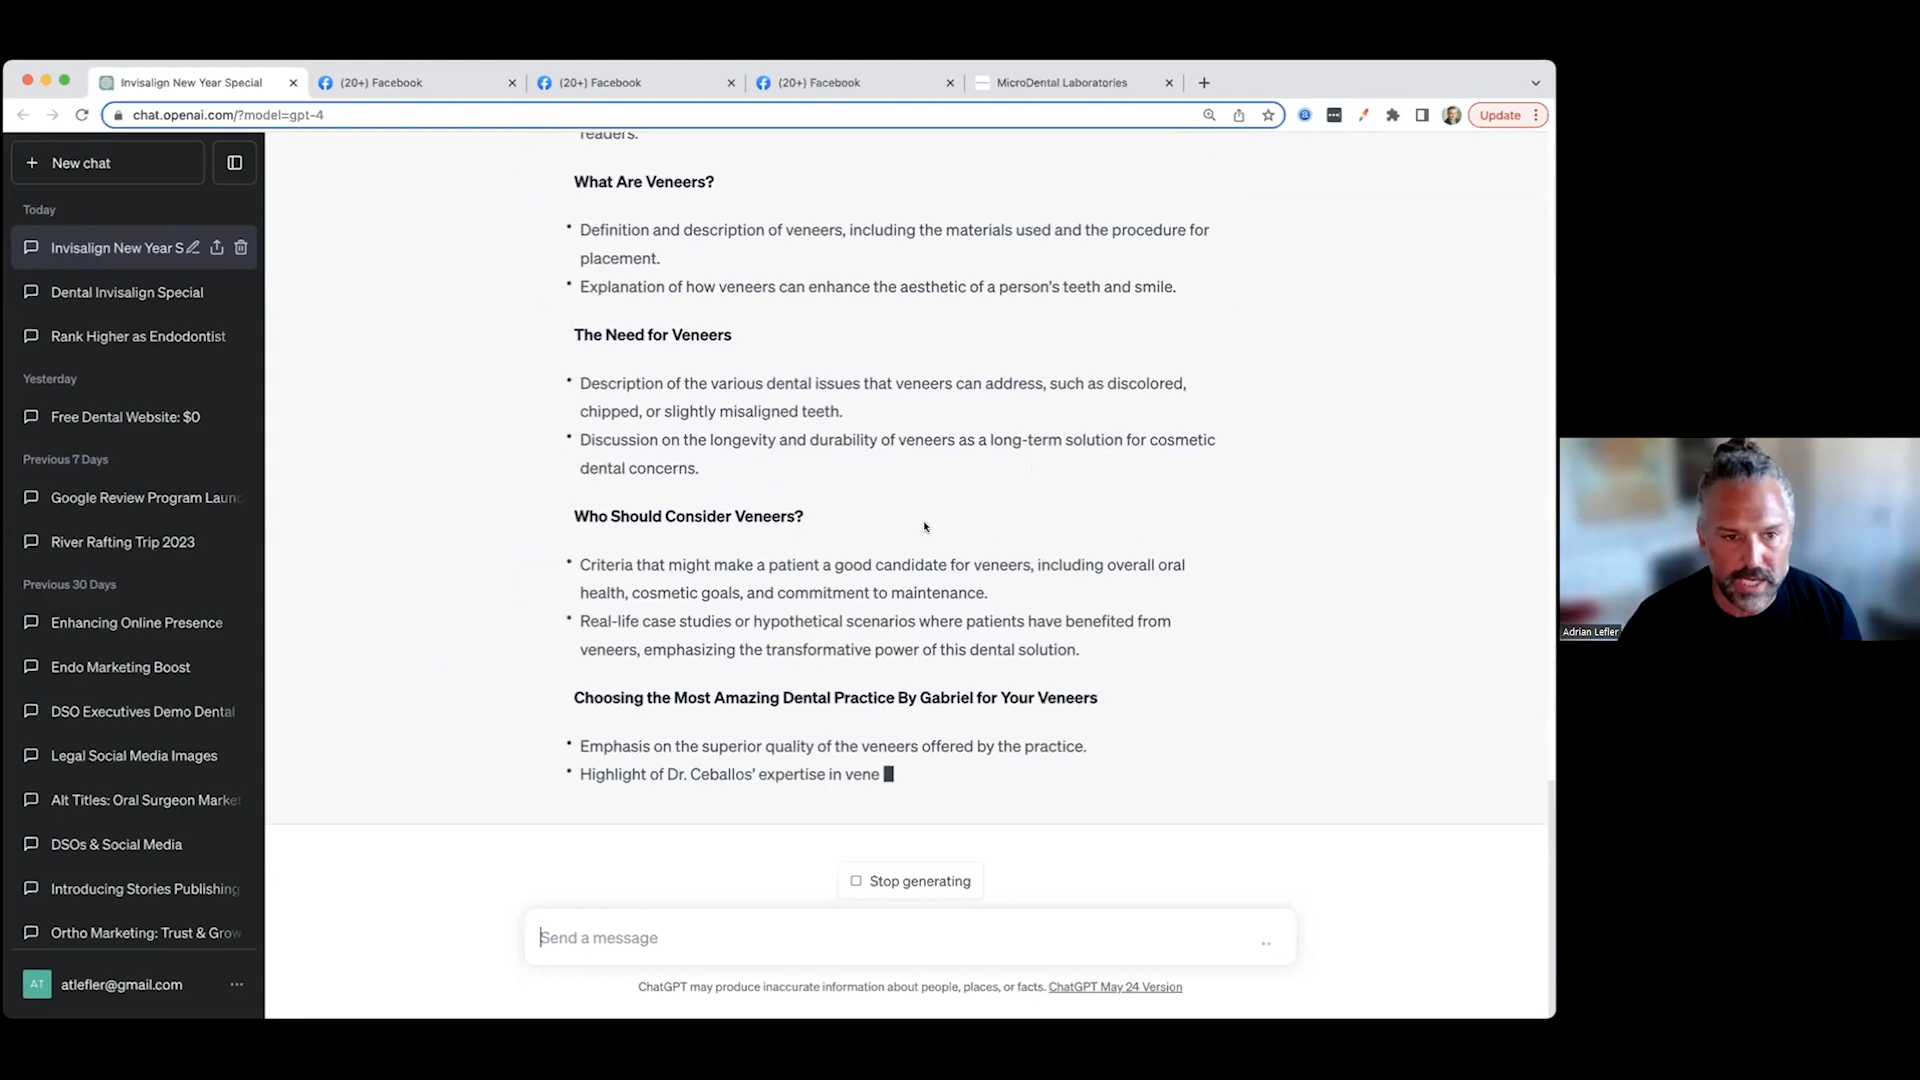 Invisalign New Year Special
(20+) Facebook
(20+) Facebook
(20+) Facebook
MicroDental Laboratories
chat.openai.com/?model=gpt-4
Update
New chat
Today
Invisalign New Year S
Dental Invisalign Special
Rank Higher as Endodontist
Yesterday
Free Dental Website: $0
Previous 7 Days
Google Review Program Laun
River Rafting Trip 2023
Previous 30 Days
Enhancing Online Presence
Endo Marketing Boost
DSO Executives Demo Dental
Legal Social Media Images
Alt Titles: Oral Surgeon Market
DSOs & Social Media
Introducing Stories Publishing
Ortho Marketing: Trust & Grow
AT
atlefler@gmail.com
readers.
What Are Veneers?
• Definition and description of veneers, including the materials used and the procedure for
placement.
• Explanation of how veneers can enhance the aesthetic of a person's teeth and smile.
The Need for Veneers
• Description of the various dental issues that veneers can address, such as discolored,
chipped, or slightly misaligned teeth.
• Discussion on the longevity and durability of veneers as a long-term solution for cosmetic
dental concerns.
Who Should Consider Veneers?
• Criteria that might make a patient a good candidate for veneers, including overall oral
health, cosmetic goals, and commitment to maintenance.
• Real-life case studies or hypothetical scenarios where patients have benefited from
veneers, emphasizing the transformative power of this dental solution.
Choosing the Most Amazing Dental Practice By Gabriel for Your Veneers
• Emphasis on the superior quality of the veneers offered by the practice.
• Highlight of Dr. Ceballos' expertise in vene
Stop generating
Send a message
ChatGPT may produce inaccurate information about people, places, or facts. ChatGPT May 24 Version
Adrian Lefler